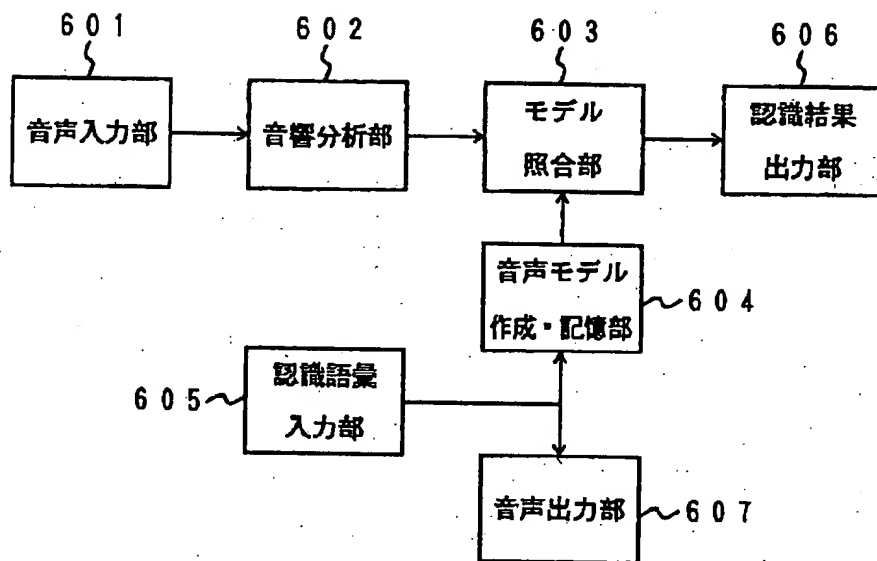 601
602
603
606
音声入力部
音響分析部
モデル
照合部
認識結果
出力部
音声モデル
作成・記憶部
604
605
認識語彙
入力部
音声出力部
607